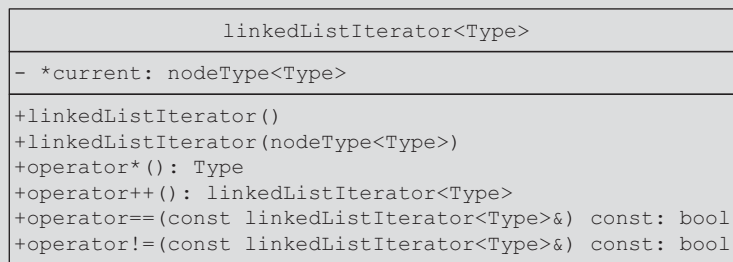 linkedListIterator<Type>
- *current: nodeType<Type>
+linkedListIterator()
+linkedListIterator(nodeType<Type>)
+operator*(): Type
+operator++(): linkedListIterator<Type>
+operator==(const linkedListIterator<Type>&) const: bool
+operator!=(const linkedListIterator<Type>&) const: bool